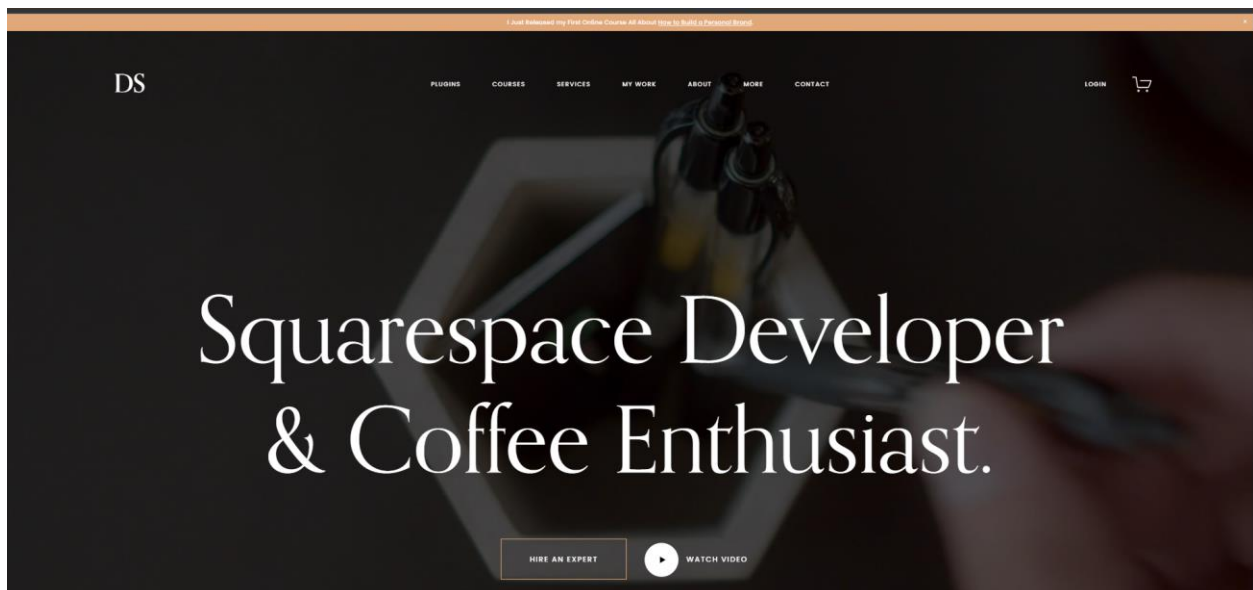 I Just Released my First Online Course All About How to Build a Personal Brand.
DS
PLUGINS COURSES SERVICES MY WORK ABOUT MORE CONTACT
LOGIN
Squarespace Developer
& Coffee Enthusiast.
HIRE AN EXPERT
WATCH VIDEO